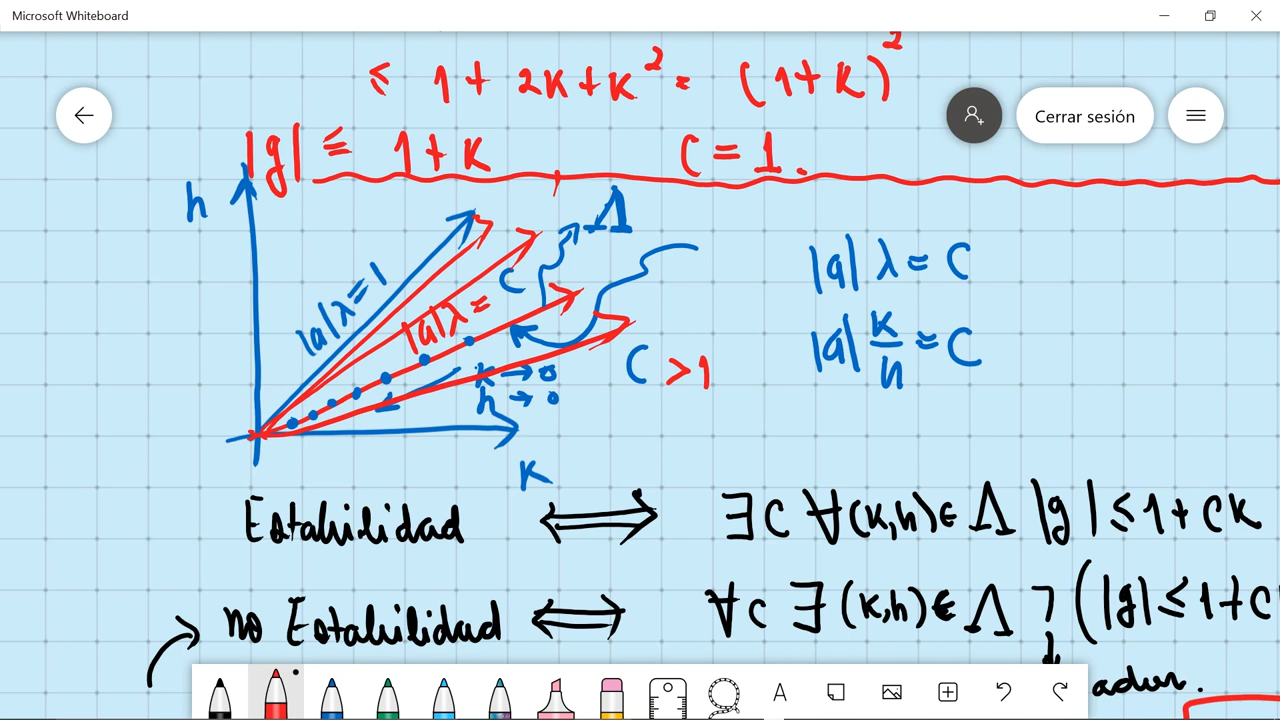 Microsoft Whiteboard
≤ 1 + 2k + k² = (1+k)²
Cerrar sesión
|g| ≤ 1+k C = 1.
h
Λ
|a|λ=1
|a|λ = C
|a| λ = C
|a| k/h = C
k → 0
h → 0
C > 1
k
Estabilidad ⟺ ∃ C ∀(k,h) ∈ Λ |g| ≤ 1 + Ck
no Estabilidad ⟺ ∀ C ∃ (k,h) ∈ Λ ¬ (|g| ≤ 1 + C
A